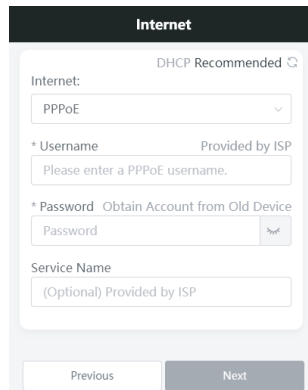 Internet
DHCP Recommended
Internet:
PPPoE
* Username Provided by ISP
Please enter a PPPoE username.
* Password Obtain Account from Old Device
Password
Service Name
(Optional) Provided by ISP
Previous Next